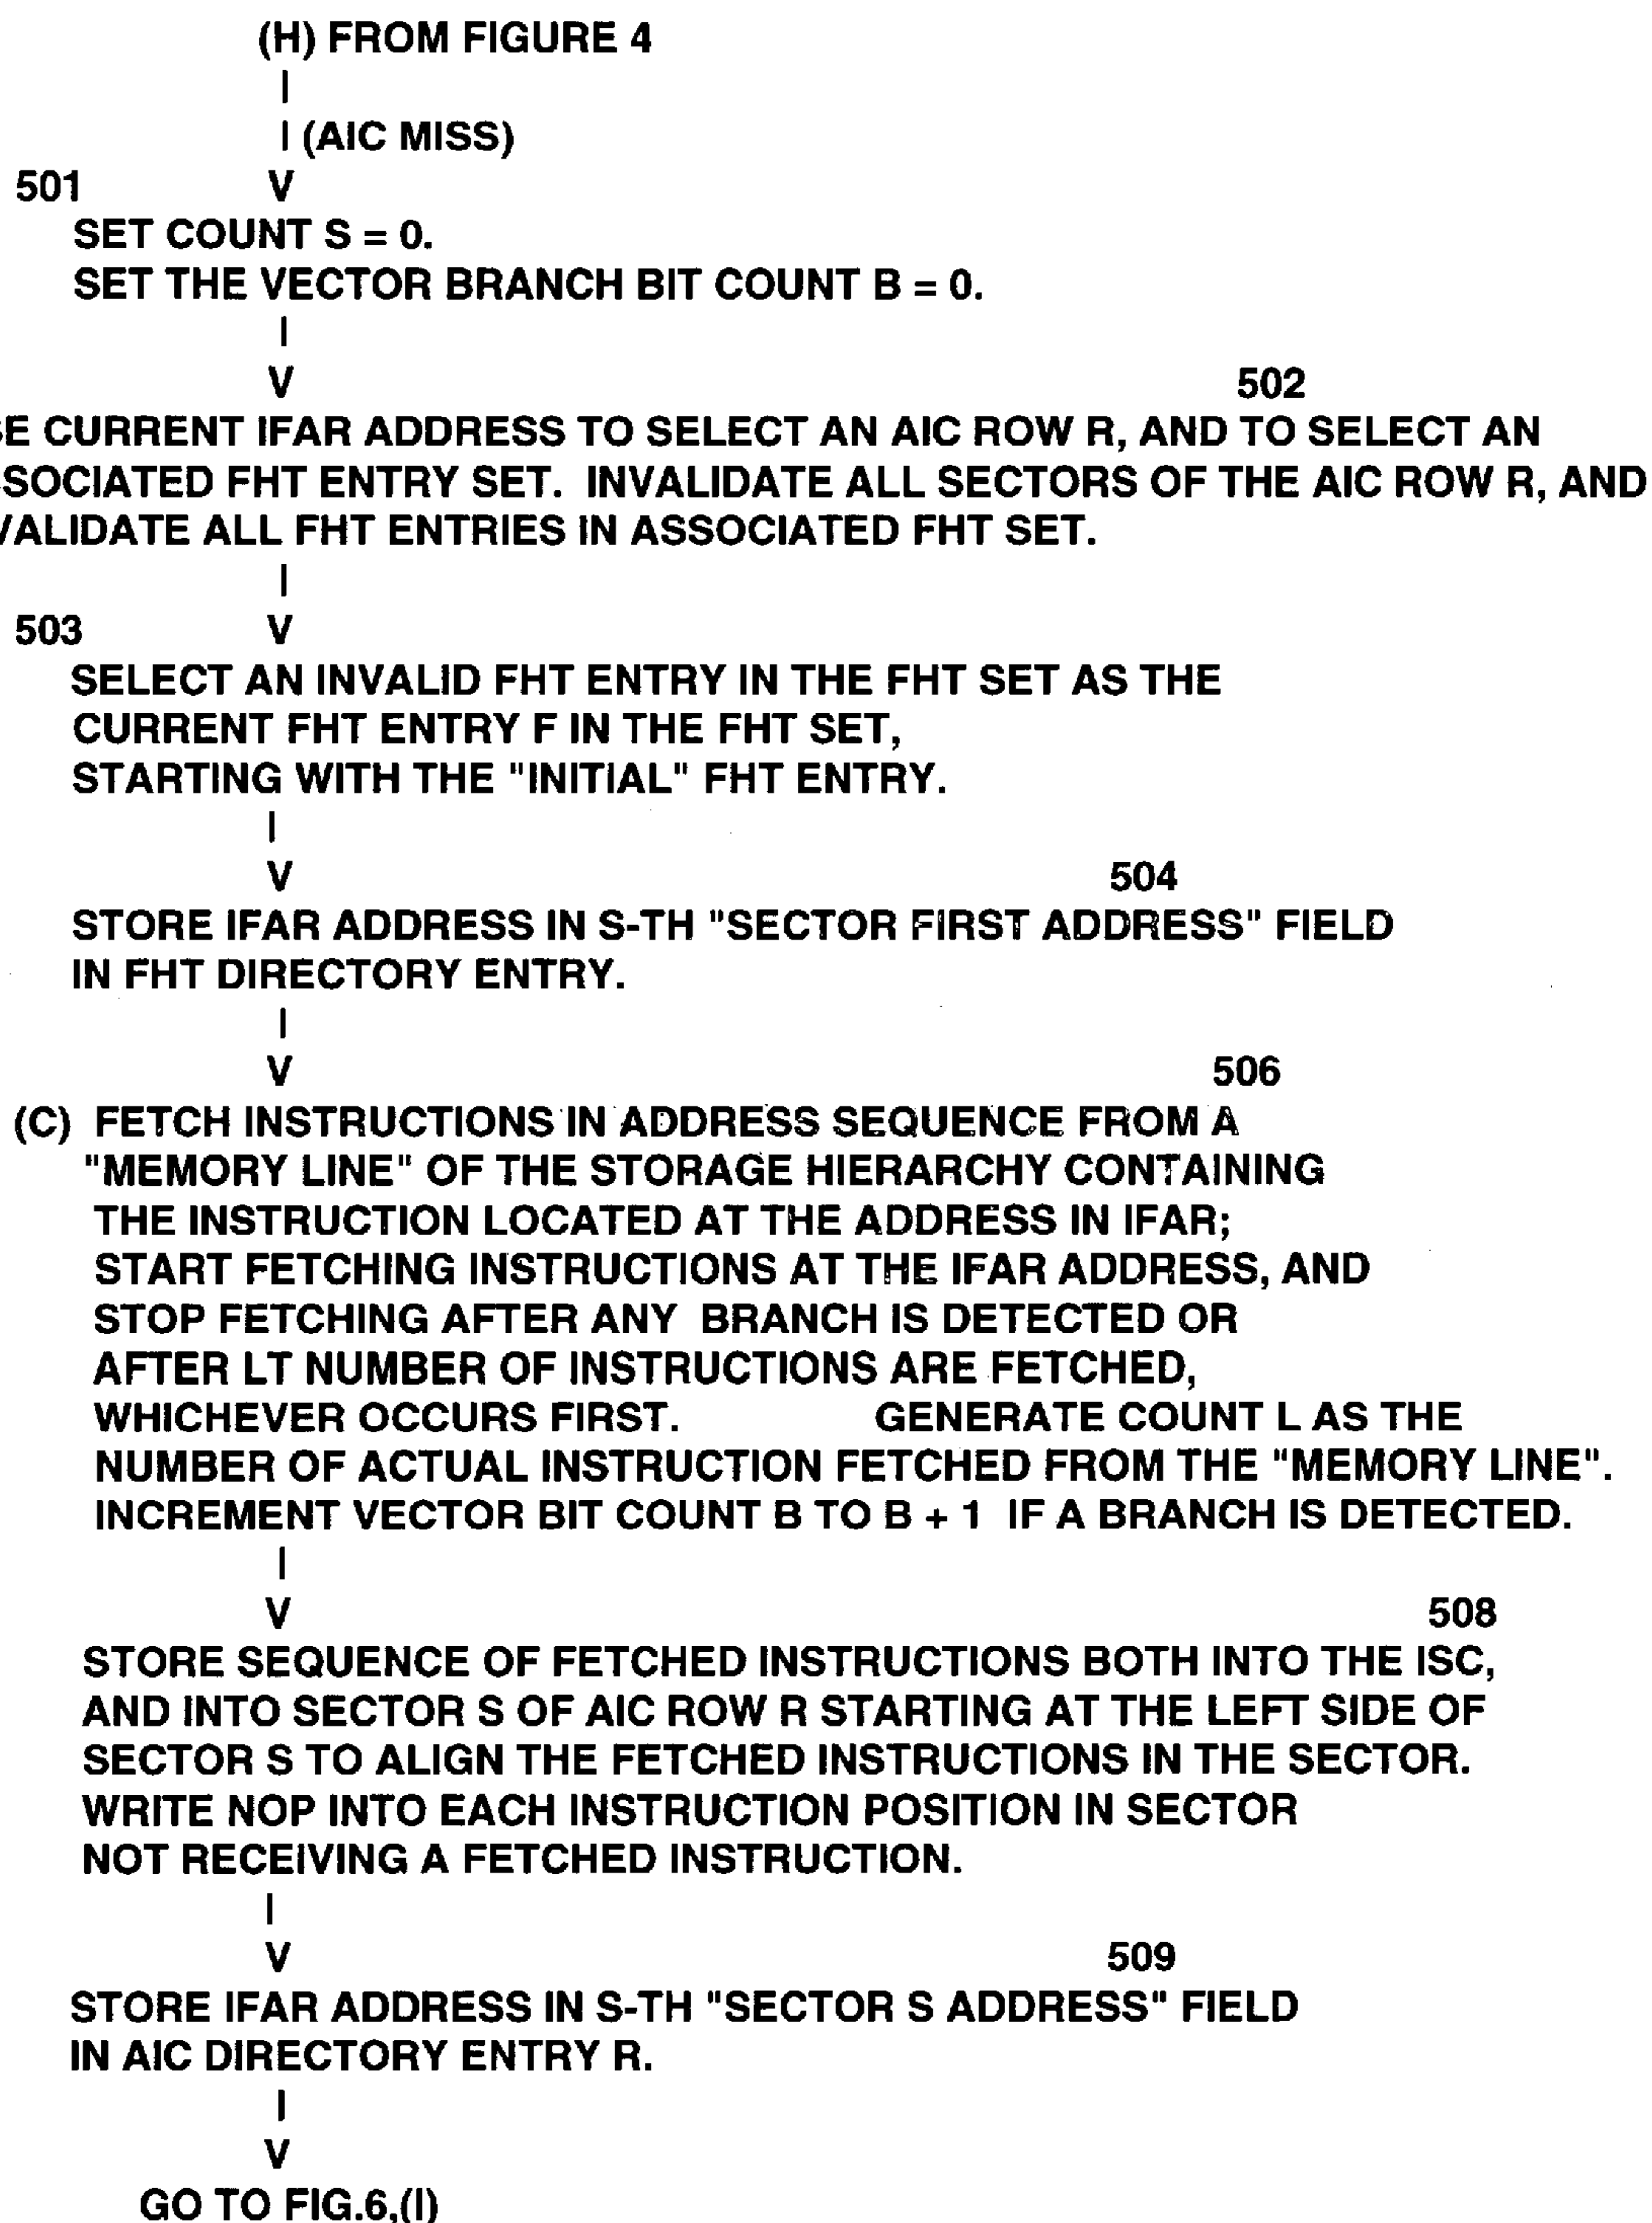 (H) FROM FIGURE 4
|
| (AIC MISS)
501 V
SET COUNT S = 0.
SET THE VECTOR BRANCH BIT COUNT B = 0.
|
V 502
E CURRENT IFAR ADDRESS TO SELECT AN AIC ROW R, AND TO SELECT AN
SOCIATED FHT ENTRY SET. INVALIDATE ALL SECTORS OF THE AIC ROW R, AND
VALIDATE ALL FHT ENTRIES IN ASSOCIATED FHT SET.
|
503 V
SELECT AN INVALID FHT ENTRY IN THE FHT SET AS THE
CURRENT FHT ENTRY F IN THE FHT SET,
STARTING WITH THE "INITIAL" FHT ENTRY.
|
V 504
STORE IFAR ADDRESS IN S-TH "SECTOR FIRST ADDRESS" FIELD
IN FHT DIRECTORY ENTRY.
|
V 506
(C) FETCH INSTRUCTIONS IN ADDRESS SEQUENCE FROM A
"MEMORY LINE" OF THE STORAGE HIERARCHY CONTAINING
THE INSTRUCTION LOCATED AT THE ADDRESS IN IFAR;
START FETCHING INSTRUCTIONS AT THE IFAR ADDRESS, AND
STOP FETCHING AFTER ANY BRANCH IS DETECTED OR
AFTER LT NUMBER OF INSTRUCTIONS ARE FETCHED,
WHICHEVER OCCURS FIRST. GENERATE COUNT L AS THE
NUMBER OF ACTUAL INSTRUCTION FETCHED FROM THE "MEMORY LINE".
INCREMENT VECTOR BIT COUNT B TO B + 1 IF A BRANCH IS DETECTED.
|
V 508
STORE SEQUENCE OF FETCHED INSTRUCTIONS BOTH INTO THE ISC,
AND INTO SECTOR S OF AIC ROW R STARTING AT THE LEFT SIDE OF
SECTOR S TO ALIGN THE FETCHED INSTRUCTIONS IN THE SECTOR.
WRITE NOP INTO EACH INSTRUCTION POSITION IN SECTOR
NOT RECEIVING A FETCHED INSTRUCTION.
|
V 509
STORE IFAR ADDRESS IN S-TH "SECTOR S ADDRESS" FIELD
IN AIC DIRECTORY ENTRY R.
|
V
GO TO FIG.6,(I)